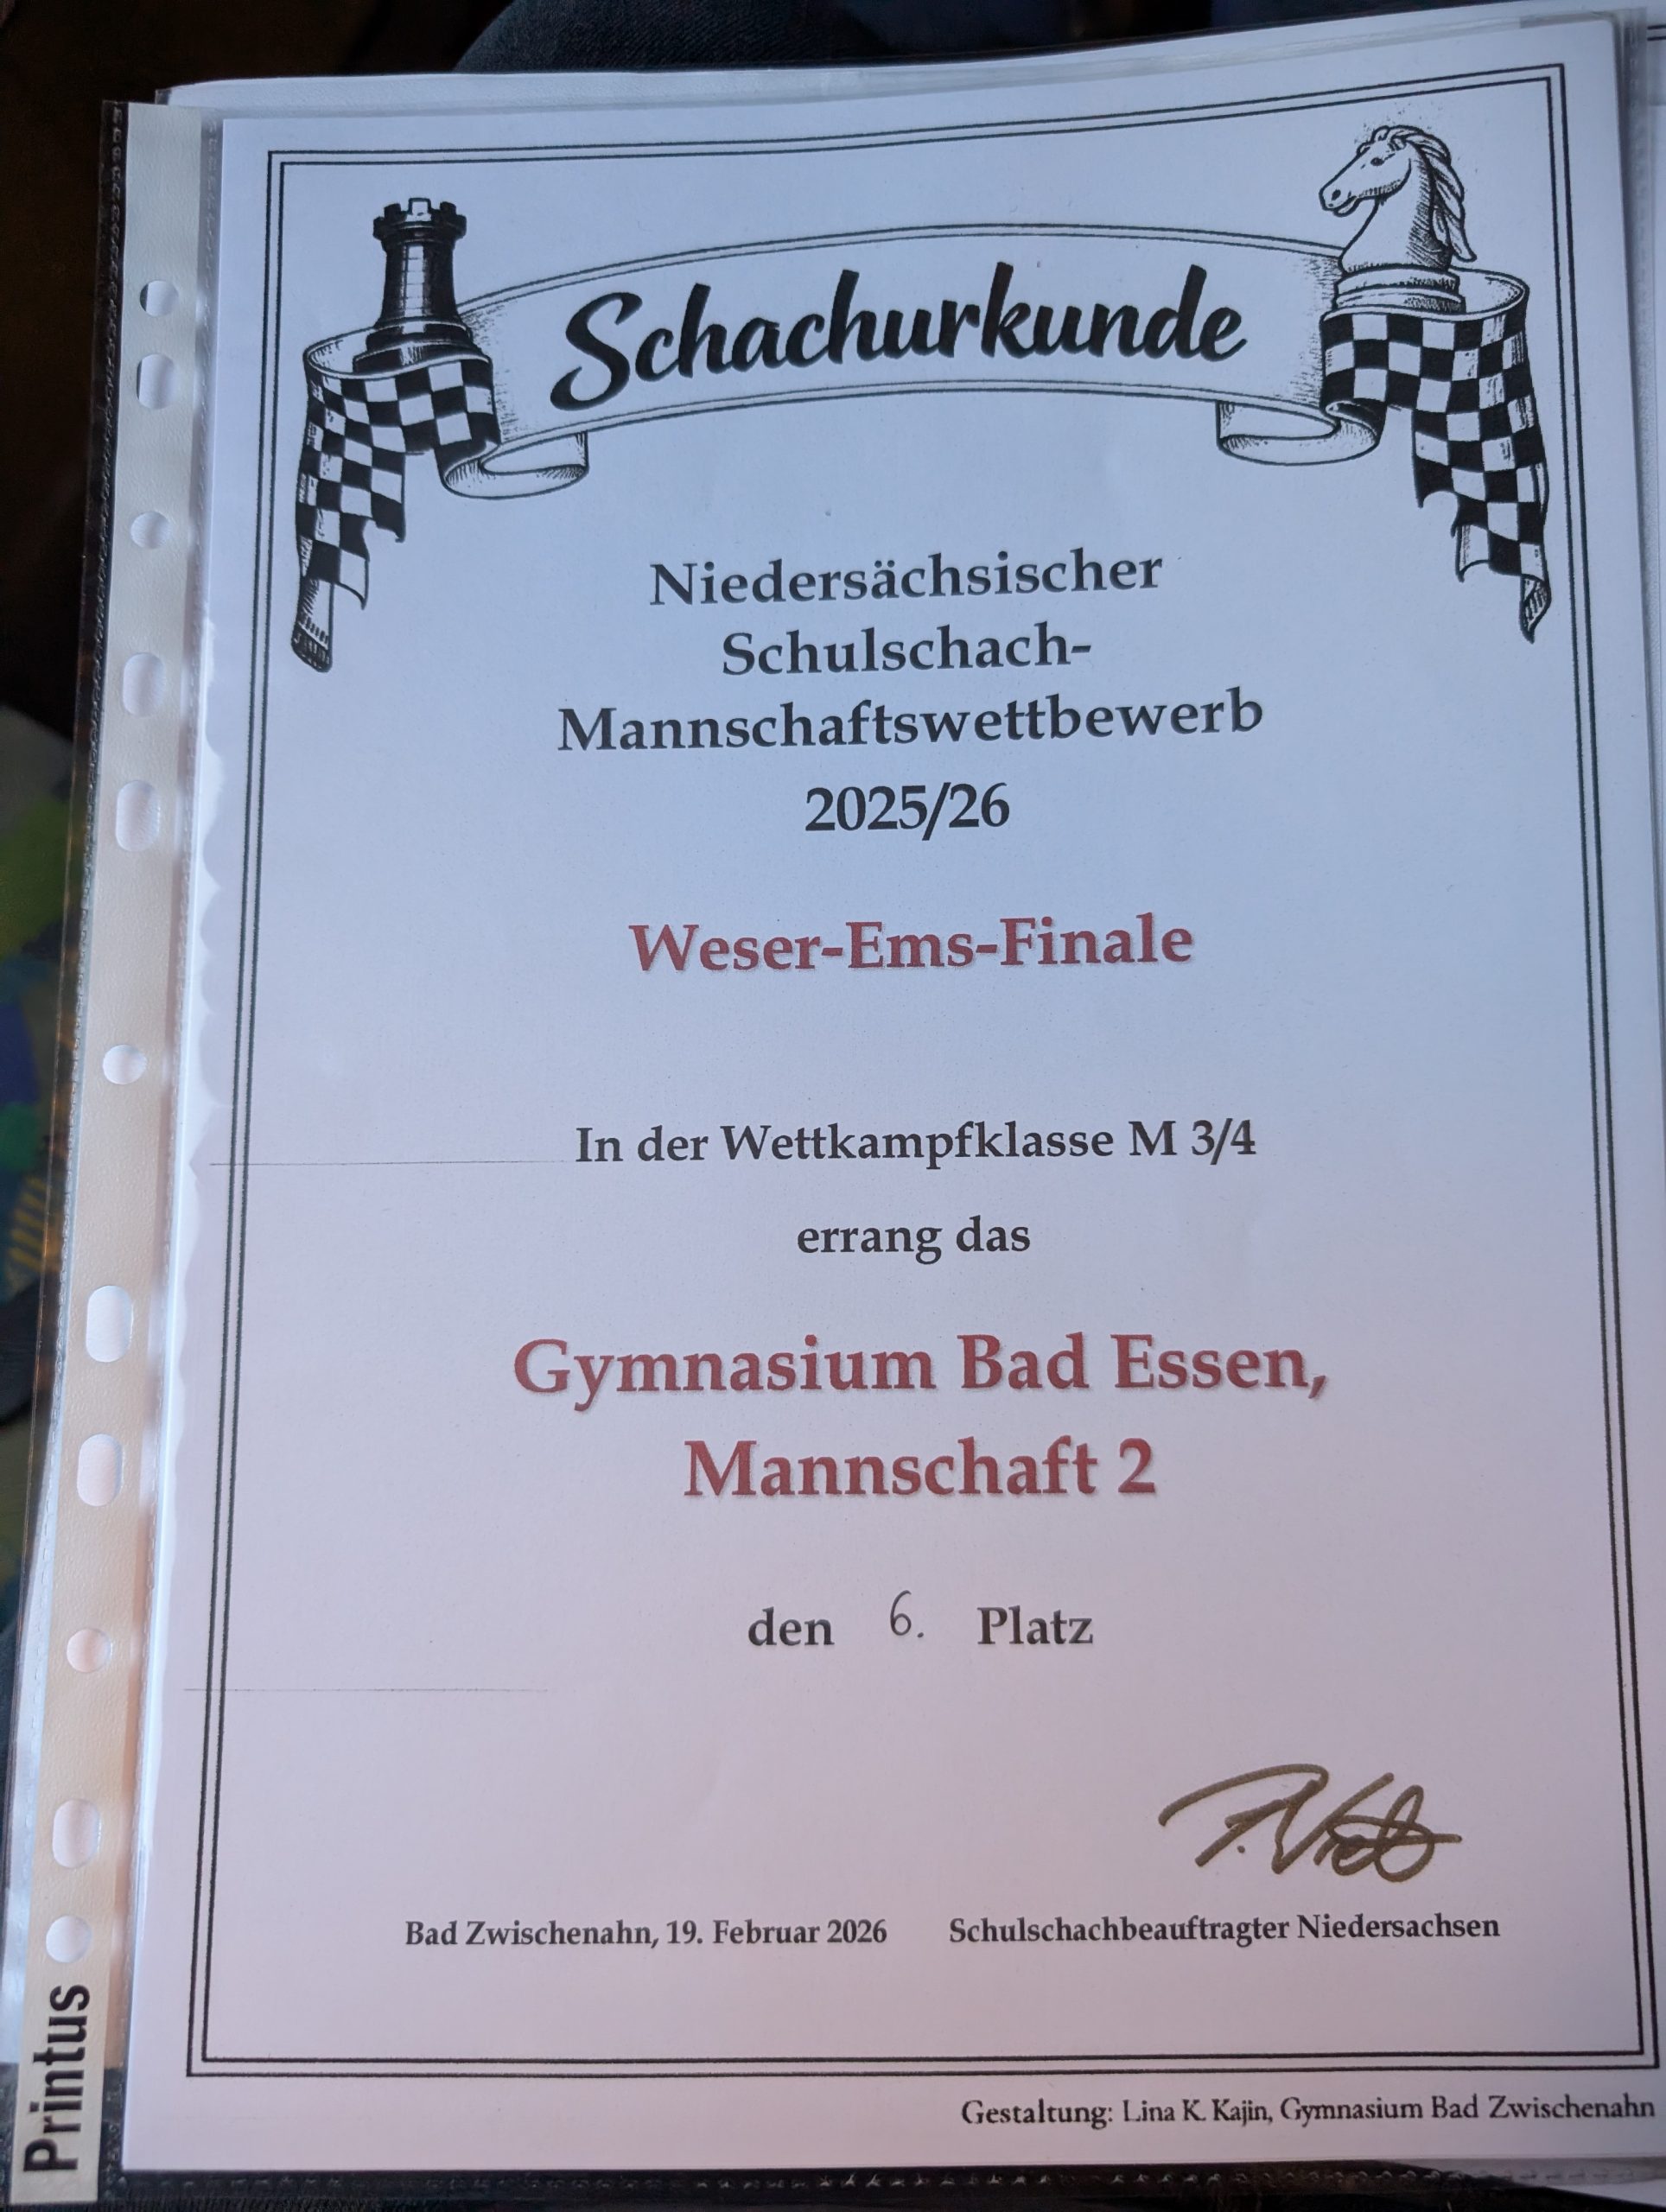 Schachurkunde
Niedersächsischer
Schulschach-
Mannschaftswettbewerb
2025/26
Weser-Ems-Finale
In der Wettkampfklasse M 3/4
errang das
Gymnasium Bad Essen,
Mannschaft 2
den 6. Platz
Bad Zwischenahn, 19. Februar 2026 Schulschachbeauftragter Niedersachsen
Gestaltung: Lina K. Kajin, Gymnasium Bad Zwischenahn
Printus